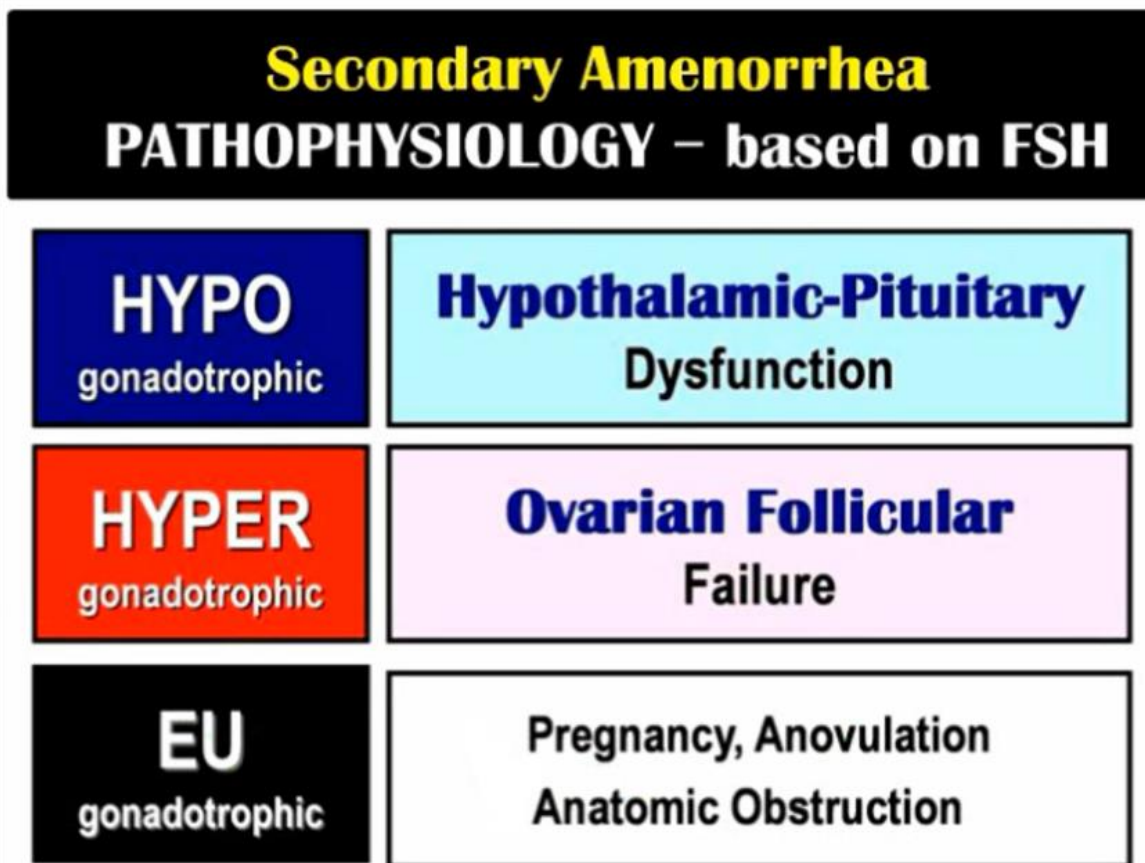 Secondary Amenorrhea
PATHOPHYSIOLOGY – based on FSH
HYPO
gonadotrophic
Hypothalamic-Pituitary
Dysfunction
HYPER
gonadotrophic
Ovarian Follicular
Failure
EU
gonadotrophic
Pregnancy, Anovulation
Anatomic Obstruction